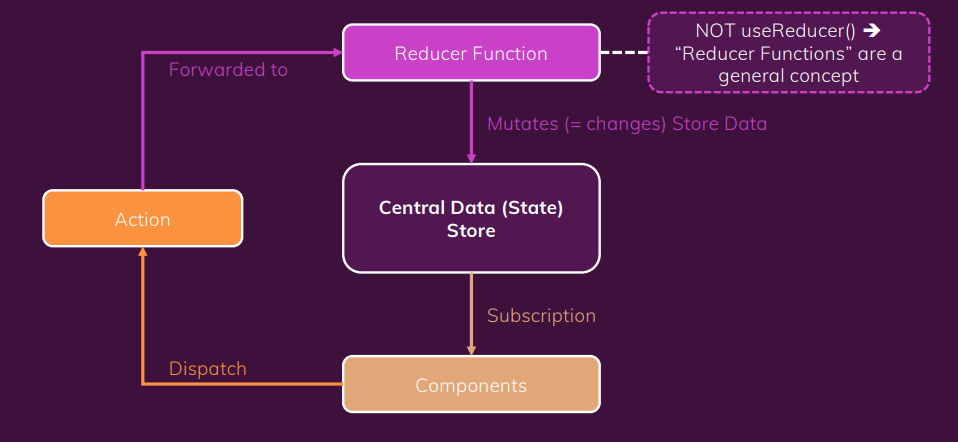 Reducer Function
NOT useReducer() ➔
“Reducer Functions” are a
general concept
Forwarded to
Mutates (= changes) Store Data
Action
Central Data (State)
Store
Subscription
Dispatch
Components